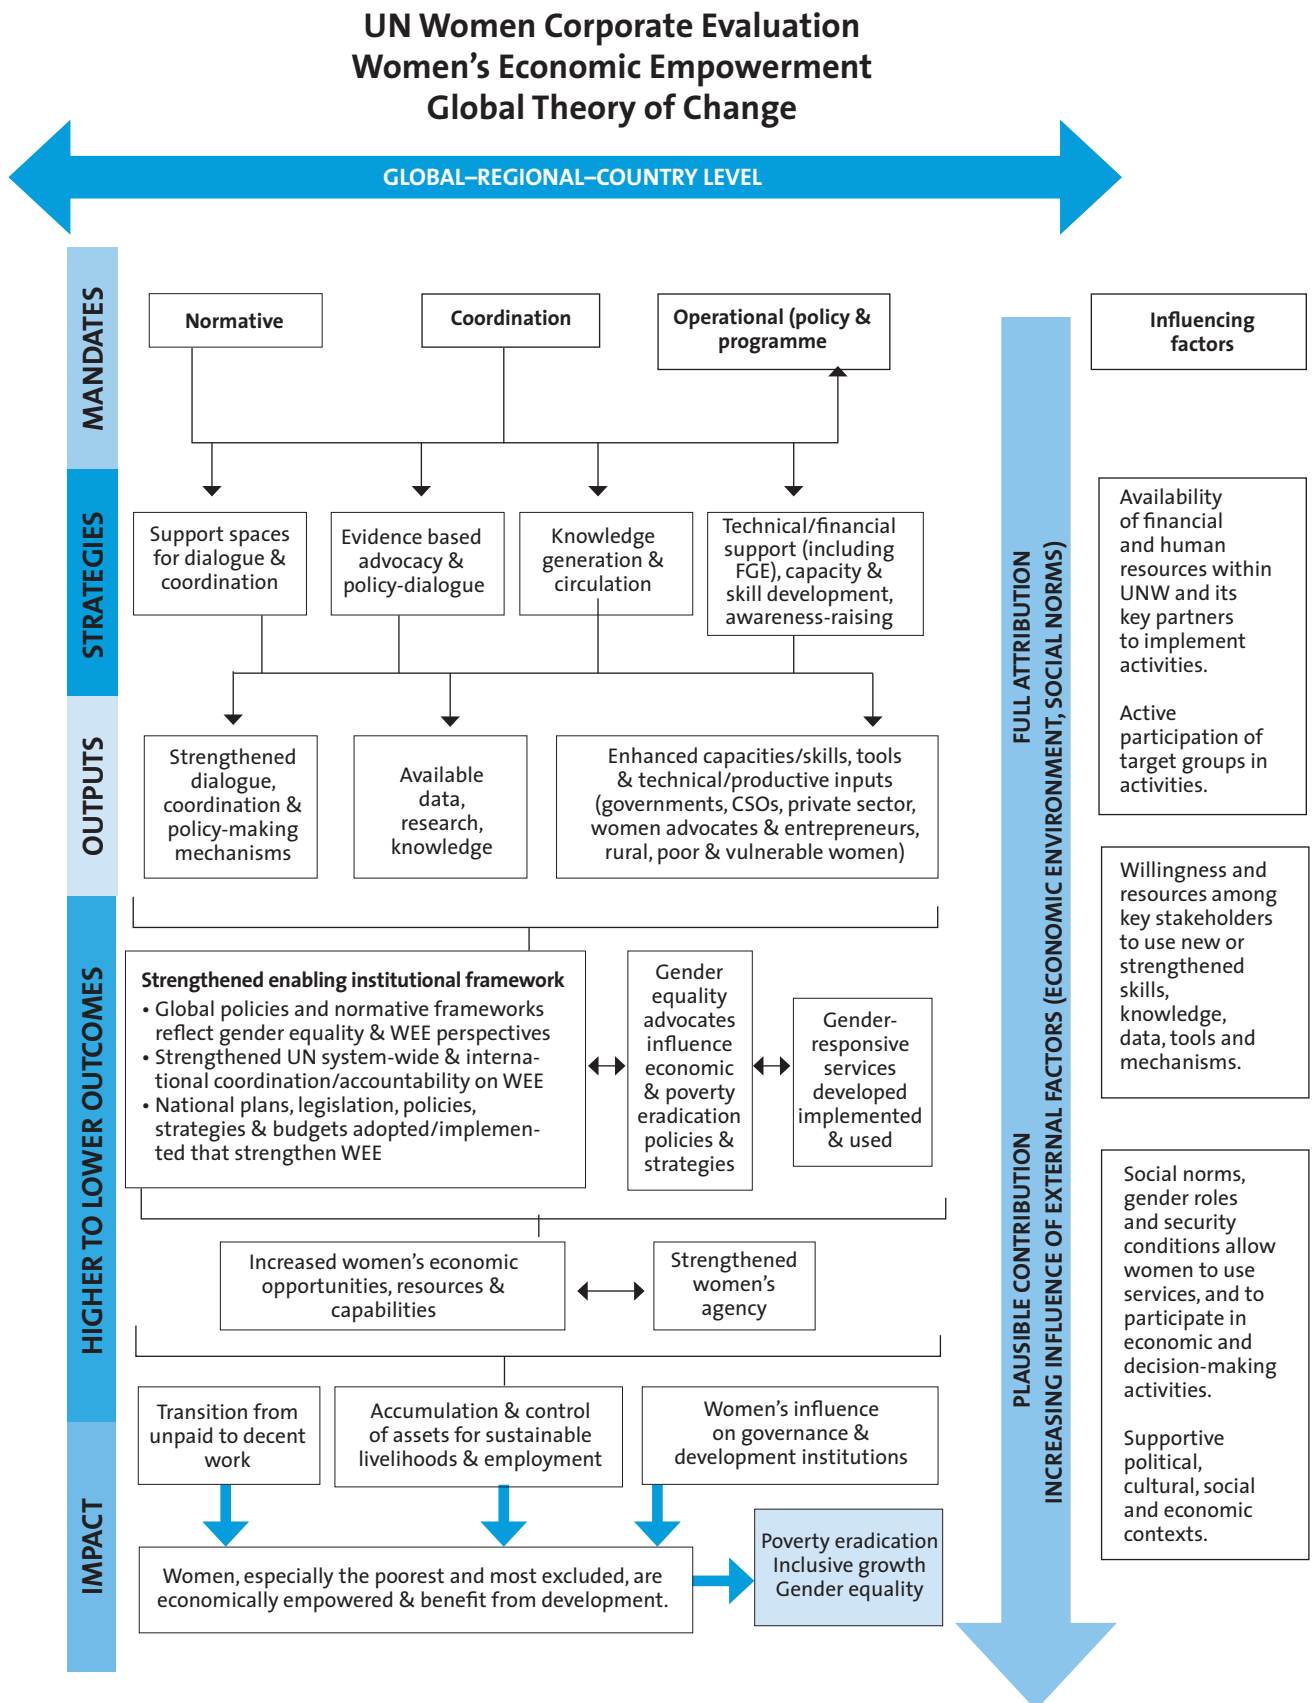 UN Women Corporate Evaluation
Women's Economic Empowerment
Global Theory of Change
GLOBAL–REGIONAL–COUNTRY LEVEL
MANDATES
Normative
Coordination
Operational (policy &
programme
Influencing
factors
STRATEGIES
Support spaces
for dialogue &
coordination
Evidence based
advocacy &
policy-dialogue
Knowledge
generation &
circulation
Technical/financial
support (including
FGE), capacity &
skill development,
awareness-raising
OUTPUTS
Strengthened
dialogue,
coordination &
policy-making
mechanisms
Available
data,
research,
knowledge
Enhanced capacities/skills, tools
& technical/productive inputs
(governments, CSOs, private sector,
women advocates & entrepreneurs,
rural, poor & vulnerable women)
HIGHER TO LOWER OUTCOMES
Strengthened enabling institutional framework
• Global policies and normative frameworks
reflect gender equality & WEE perspectives
• Strengthened UN system-wide & interna-
tional coordination/accountability on WEE
• National plans, legislation, policies,
strategies & budgets adopted/implemen-
ted that strengthen WEE
Gender
equality
advocates
influence
economic
& poverty
eradication
policies &
strategies
Gender-
responsive
services
developed
implemented
& used
Increased women's economic
opportunities, resources &
capabilities
Strengthened
women's
agency
Transition from
unpaid to decent
work
Accumulation & control
of assets for sustainable
livelihoods & employment
Women's influence
on governance &
development institutions
IMPACT
Women, especially the poorest and most excluded, are
economically empowered & benefit from development.
Poverty eradication
Inclusive growth
Gender equality
FULL ATTRIBUTION
PLAUSIBLE CONTRIBUTION
INCREASING INFLUENCE OF EXTERNAL FACTORS (ECONOMIC ENVIRONMENT, SOCIAL NORMS)
Availability
of financial
and human
resources within
UNW and its
key partners
to implement
activities.
Active
participation of
target groups in
activities.
Willingness and
resources among
key stakeholders
to use new or
strengthened
skills,
knowledge,
data, tools and
mechanisms.
Social norms,
gender roles
and security
conditions allow
women to use
services, and to
participate in
economic and
decision-making
activities.
Supportive
political,
cultural, social
and economic
contexts.